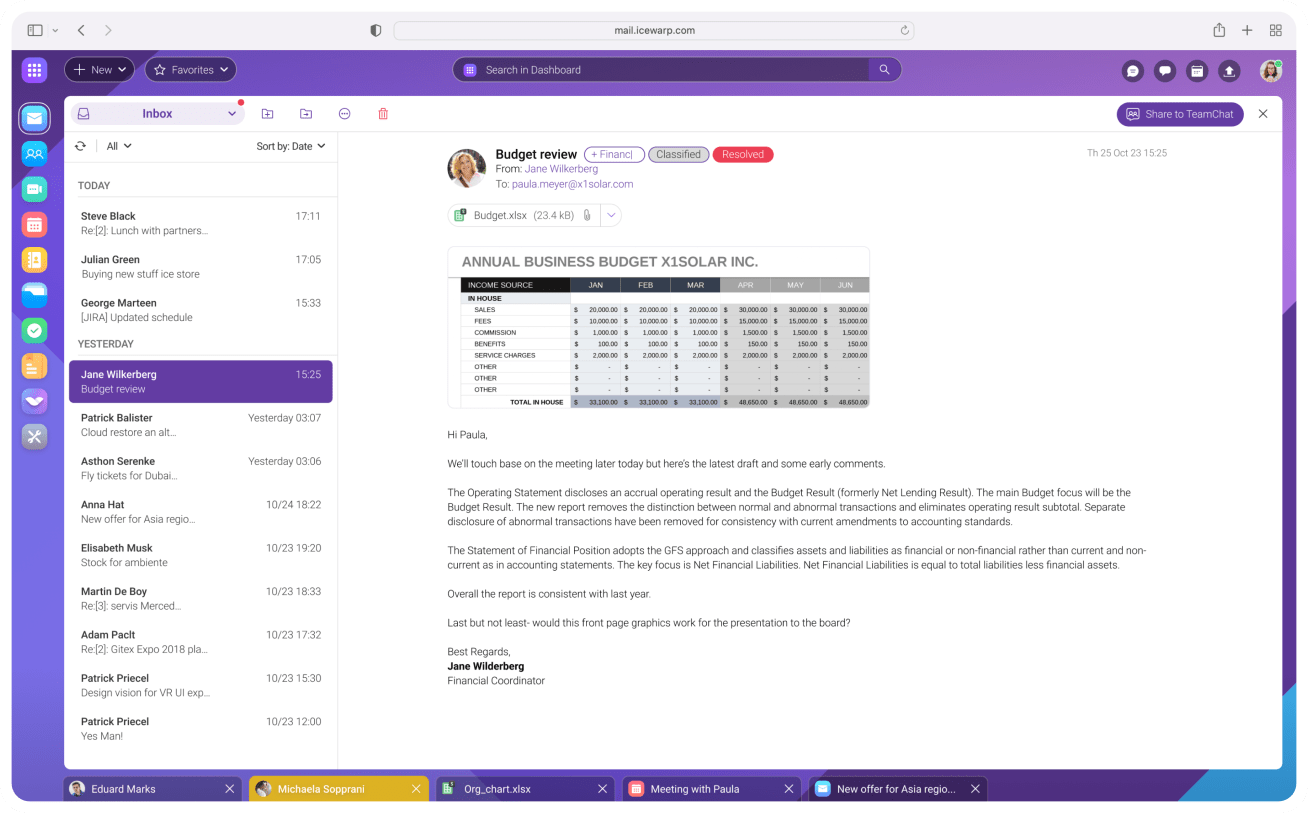 mail.icewarp.com
New
Favorites
Search in Dashboard
Inbox
Share to TeamChat
All
Sort by: Date
TODAY
Steve Black 17:11
Re:[2]: Lunch with partners...
Julian Green 17:05
Buying new stuff ice store
George Marteen 15:33
[JIRA] Updated schedule
YESTERDAY
Jane Wilkerberg 15:25
Budget review
Patrick Balister Yesterday 03:07
Cloud restore an alt...
Asthon Serenke Yesterday 03:06
Fly tickets for Dubai...
Anna Hat 10/24 18:22
New offer for Asia regio...
Elisabeth Musk 10/23 19:20
Stock for ambiente
Martin De Boy 10/23 18:33
Re:[3]: servis Merced...
Adam Paclt 10/23 17:32
Re:[2]: Gitex Expo 2018 pla...
Patrick Priecel 10/23 15:30
Design vision for VR UI exp...
Patrick Priecel 10/23 12:00
Yes Man!
Budget review + Financ| Classified Resolved
Th 25 Oct 23 15:25
From: Jane Wilkerberg
To: paula.meyer@x1solar.com
Budget.xlsx (23.4 kB)
ANNUAL BUSINESS BUDGET X1SOLAR INC.
INCOME SOURCE JAN FEB MAR APR MAY JUN
IN HOUSE
SALES $ 20,000.00 $ 20,000.00 $ 20,000.00 $ 30,000.00 $ 30,000.00 $ 30,000.00
FEES $ 10,000.00 $ 10,000.00 $ 10,000.00 $ 15,000.00 $ 15,000.00 $ 15,000.00
COMMISSION $ 1,000.00 $ 1,000.00 $ 1,000.00 $ 1,500.00 $ 1,500.00 $ 1,500.00
BENEFITS $ 100.00 $ 100.00 $ 100.00 $ 150.00 $ 150.00 $ 150.00
SERVICE CHARGES $ 2,000.00 $ 2,000.00 $ 2,000.00 $ 2,000.00 $ 2,000.00 $ 2,000.00
OTHER $ - $ - $ - $ - $ - $ -
OTHER $ - $ - $ - $ - $ - $ -
OTHER $ - $ - $ - $ - $ - $ -
TOTAL IN HOUSE $ 33,100.00 $ 33,100.00 $ 33,100.00 $ 48,650.00 $ 48,650.00 $ 48,650.00
Hi Paula,
We'll touch base on the meeting later today but here's the latest draft and some early comments.
The Operating Statement discloses an accrual operating result and the Budget Result (formerly Net Lending Result). The main Budget focus will be the
Budget Result. The new report removes the distinction between normal and abnormal transactions and eliminates operating result subtotal. Separate
disclosure of abnormal transactions have been removed for consistency with current amendments to accounting standards.
The Statement of Financial Position adopts the GFS approach and classifies assets and liabilities as financial or non-financial rather than current and non-
current as in accounting statements. The key focus is Net Financial Liabilities. Net Financial Liabilities is equal to total liabilities less financial assets.
Overall the report is consistent with last year.
Last but not least- would this front page graphics work for the presentation to the board?
Best Regards,
Jane Wilderberg
Financial Coordinator
Eduard Marks
Michaela Sopprani
Org_chart.xlsx
Meeting with Paula
New offer for Asia regio...